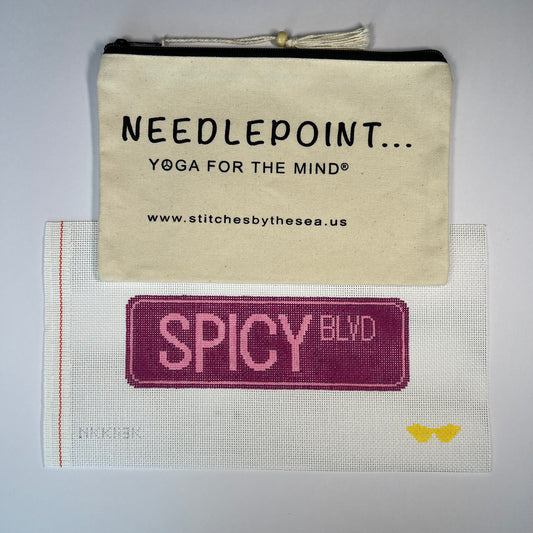 NEEDLEPOINT...
YOGA FOR THE MIND®
www.stitchesbythesea.us
SPICY BLVD